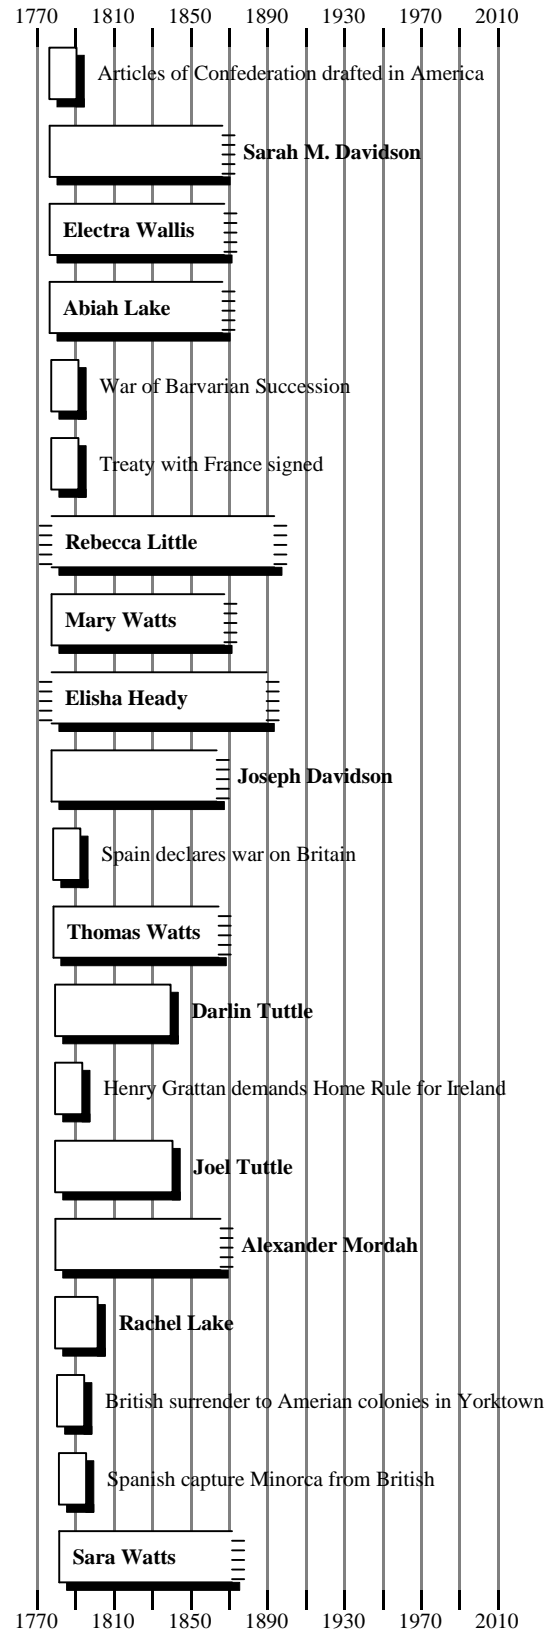 1770 1810 1850 1890 1930 1970 2010
Articles of Confederation drafted in America
Sarah M. Davidson
Electra Wallis
Abiah Lake
War of Barvarian Succession
Treaty with France signed
Rebecca Little
Mary Watts
Elisha Heady
Joseph Davidson
Spain declares war on Britain
Thomas Watts
Darlin Tuttle
Henry Grattan demands Home Rule for Ireland
Joel Tuttle
Alexander Mordah
Rachel Lake
British surrender to Amerian colonies in Yorktown
Spanish capture Minorca from British
Sara Watts
1770 1810 1850 1890 1930 1970 2010